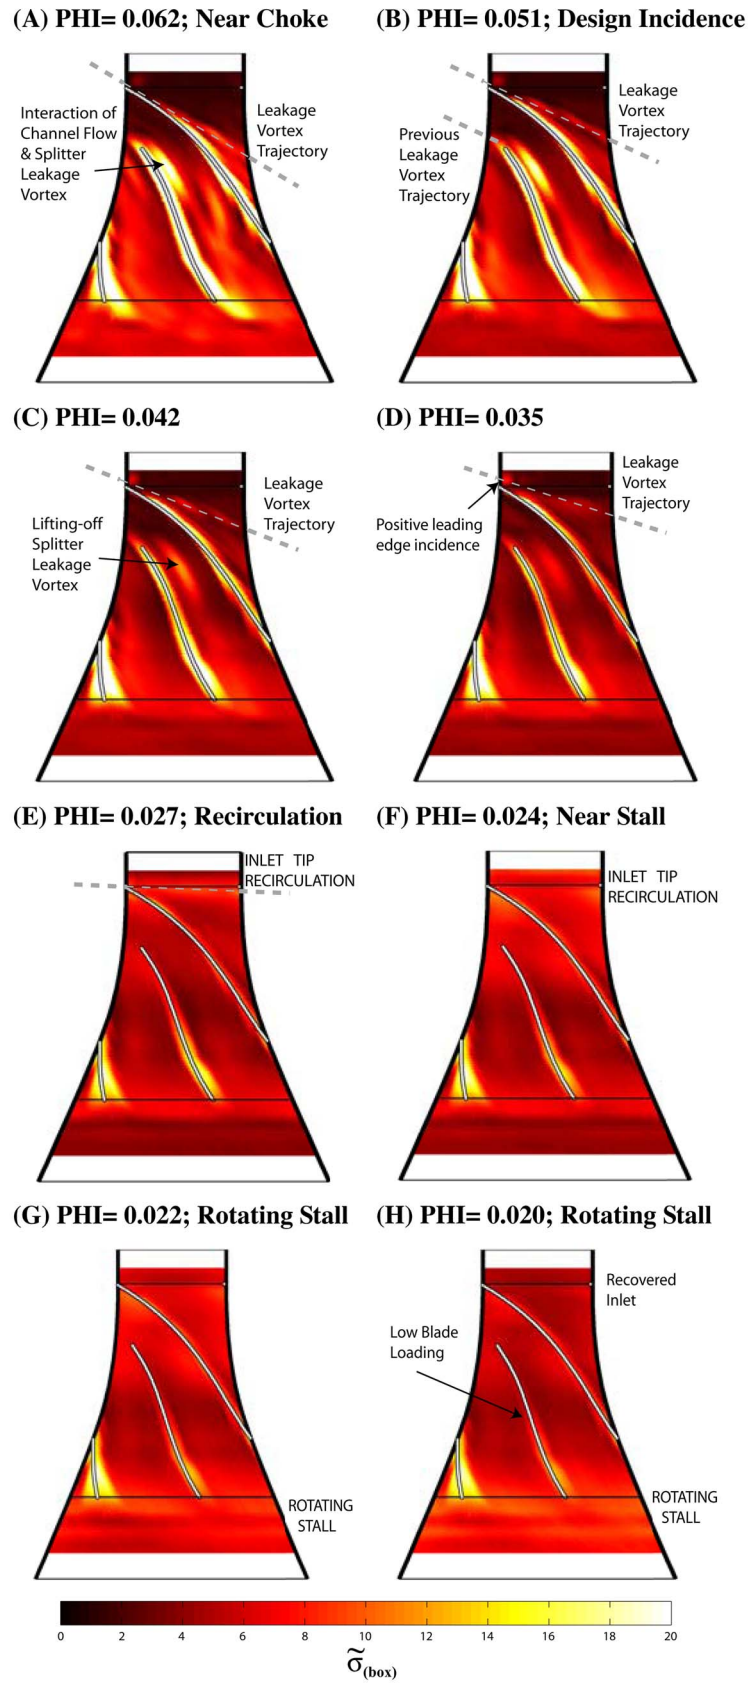 (A) PHI= 0.062; Near Choke
Interaction of
Channel Flow
& Splitter
Leakage
Vortex
Leakage
Vortex
Trajectory
(B) PHI= 0.051; Design Incidence
Leakage
Vortex
Trajectory
Previous
Leakage
Vortex
Trajectory
(C) PHI= 0.042
Leakage
Vortex
Trajectory
Lifting-off
Splitter
Leakage
Vortex
(D) PHI= 0.035
Leakage
Vortex
Trajectory
Positive leading
edge incidence
(E) PHI= 0.027; Recirculation
INLET TIP
RECIRCULATION
(F) PHI= 0.024; Near Stall
INLET TIP
RECIRCULATION
(G) PHI= 0.022; Rotating Stall
ROTATING
STALL
(H) PHI= 0.020; Rotating Stall
Recovered
Inlet
Low Blade
Loading
ROTATING
STALL
0 2 4 6 8 10 12 14 16 18 20
σ̃(box)